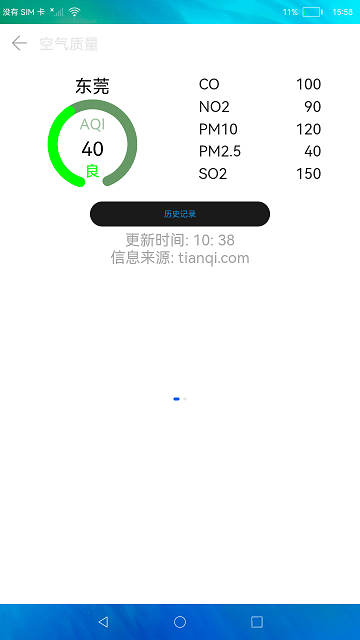 没有 SIM 卡
11%
15:56
空气质量
东莞
AQI
40
良
CO 100
NO2 90
PM10 120
PM2.5 40
SO2 150
历史记录
更新时间: 10: 38
信息来源: tianqi.com